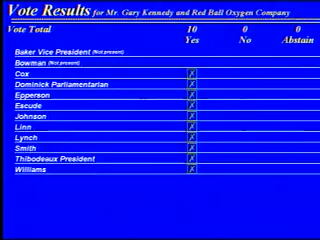 Vote Results for Mr. Gary Kennedy and Red Ball Oxygen Company
Vote Total 10 0 0
Yes No Abstain
Baker Vice President (Not present)
Bowman (Not present)
Cox ✗
Dominick Parliamentarian ✗
Epperson ✗
Escude ✗
Johnson ✗
Linn ✗
Lynch ✗
Smith ✗
Thibodeaux President ✗
Williams ✗